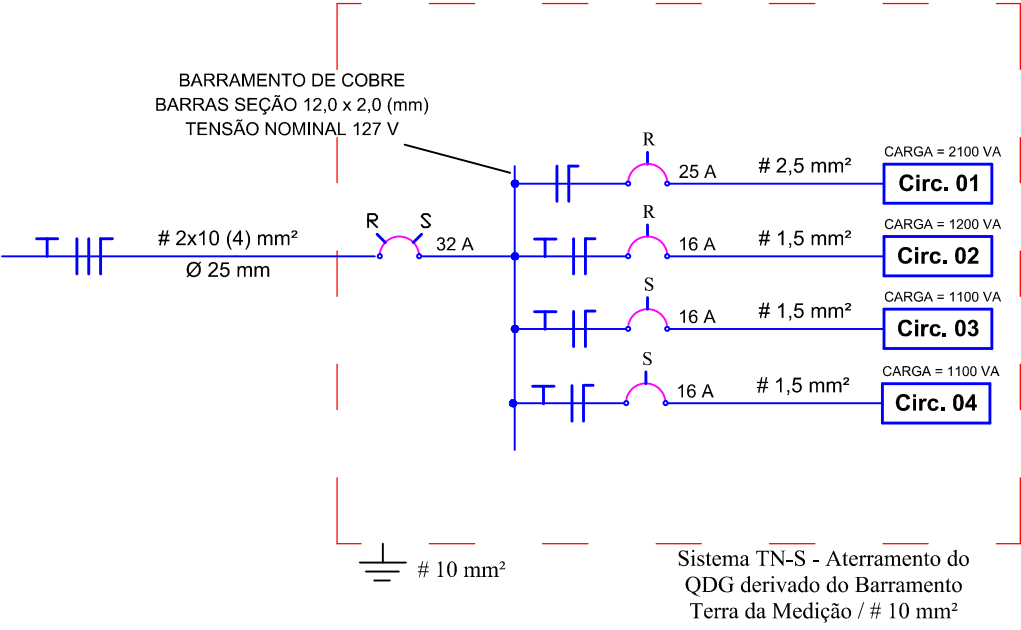 BARRAMENTO DE COBRE
BARRAS SEÇÃO 12,0 x 2,0 (mm)
TENSÃO NOMINAL 127 V
R
25 A
# 2,5 mm²
CARGA = 2100 VA
Circ. 01
# 2x10 (4) mm²
Ø 25 mm
R S
32 A
R
16 A
# 1,5 mm²
CARGA = 1200 VA
Circ. 02
S
16 A
# 1,5 mm²
CARGA = 1100 VA
Circ. 03
S
16 A
# 1,5 mm²
CARGA = 1100 VA
Circ. 04
# 10 mm²
Sistema TN-S - Aterramento do
QDG derivado do Barramento
Terra da Medição / # 10 mm²